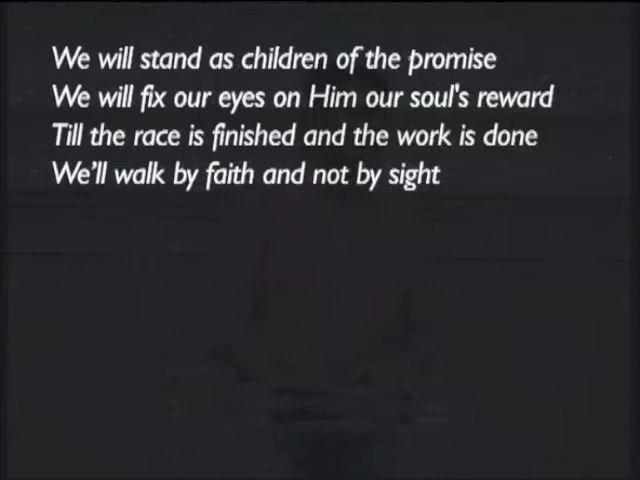 We will stand as children of the promise
We will fix our eyes on Him our soul's reward
Till the race is finished and the work is done
We'll walk by faith and not by sight